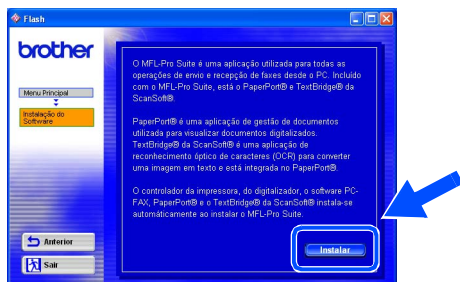 Flash
brother
Menu Principal
Instalação do
Software
O MFL-Pro Suite é uma aplicação utilizada para todas as
operações de envio e recepção de faxes desde o PC. Incluído
com o MFL-Pro Suite, está o PaperPort® e TextBridge® da
ScanSoft®.
PaperPort® é uma aplicação de gestão de documentos
utilizada para visualizar documentos digitalizados.
TextBridge® da ScanSoft® é uma aplicação de
reconhecimento óptico de caracteres (OCR) para converter
uma imagem em texto e está integrada no PaperPort®.
O controlador da impressora, do digitalizador, o software PC-
FAX, PaperPort® e o TextBridge® da ScanSoft® instala-se
automáticamente ao instalar o MFL-Pro Suite.
Anterior
Sair
Instalar